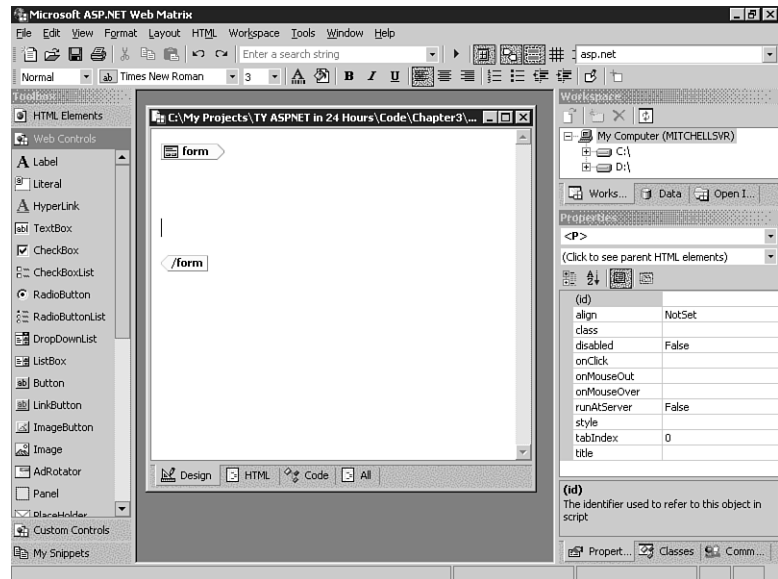 Microsoft ASP.NET Web Matrix
File Edit View Format Layout HTML Workspace Tools Window Help
Enter a search string
asp.net
Normal
Times New Roman
3
B I U
Toolbox
HTML Elements
Web Controls
Label
Literal
HyperLink
TextBox
CheckBox
CheckBoxList
RadioButton
RadioButtonList
DropDownList
ListBox
Button
LinkButton
ImageButton
Image
AdRotator
Panel
PlaceHolder
Custom Controls
My Snippets
C:\My Projects\TY ASPNET in 24 Hours\Code\Chapter3\...
form
/form
Design HTML Code All
Workspace
My Computer (MITCHELLSVR)
C:\
D:\
Works... Data Open I...
Properties
<P>
(Click to see parent HTML elements)
(id)
align NotSet
class
disabled False
onClick
onMouseOut
onMouseOver
runAtServer False
style
tabIndex 0
title
(id)
The identifier used to refer to this object in
script
Propert... Classes Comm...